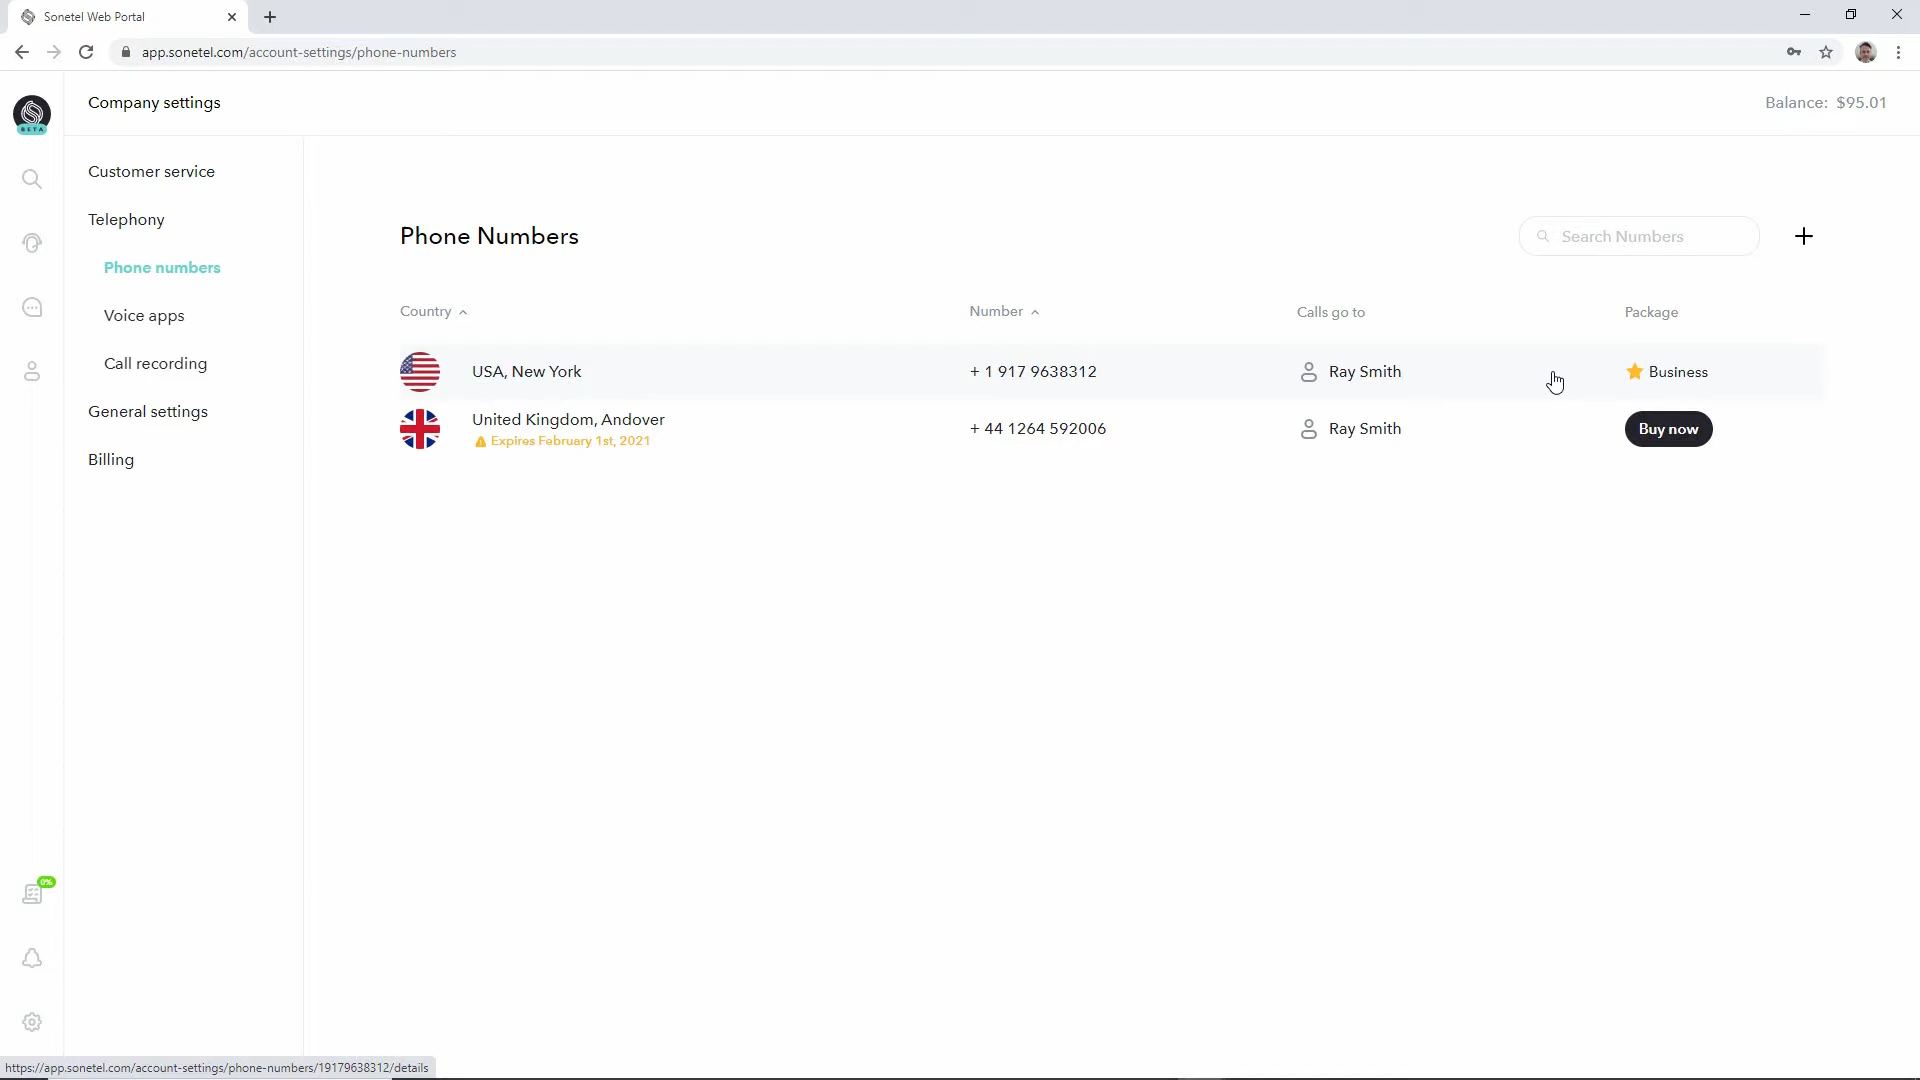 Sonetel Web Portal
app.sonetel.com/account-settings/phone-numbers
BETA
Company settings
Balance: $95.01
Customer service
Telephony
Phone numbers
Voice apps
Call recording
General settings
Billing
Phone Numbers
Search Numbers
Country Number Calls go to Package
USA, New York + 1 917 9638312 Ray Smith Business
United Kingdom, Andover + 44 1264 592006 Ray Smith Buy now
Expires February 1st, 2021
0%
https://app.sonetel.com/account-settings/phone-numbers/19179638312/details